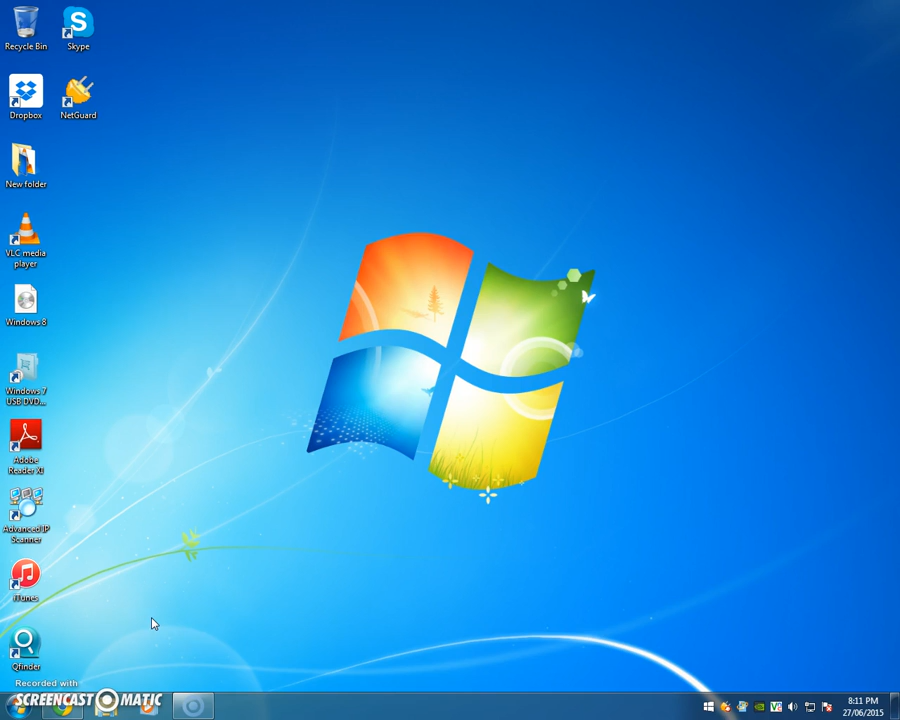 Recycle Bin
Skype
Dropbox
NetGuard
New folder
VLC media
player
Windows 8
Windows 7
USB DVD...
Adobe
Reader XI
Advanced IP
Scanner
iTunes
Qfinder
Recorded with
SCREENCAST MATIC
8:11 PM
27/06/2015